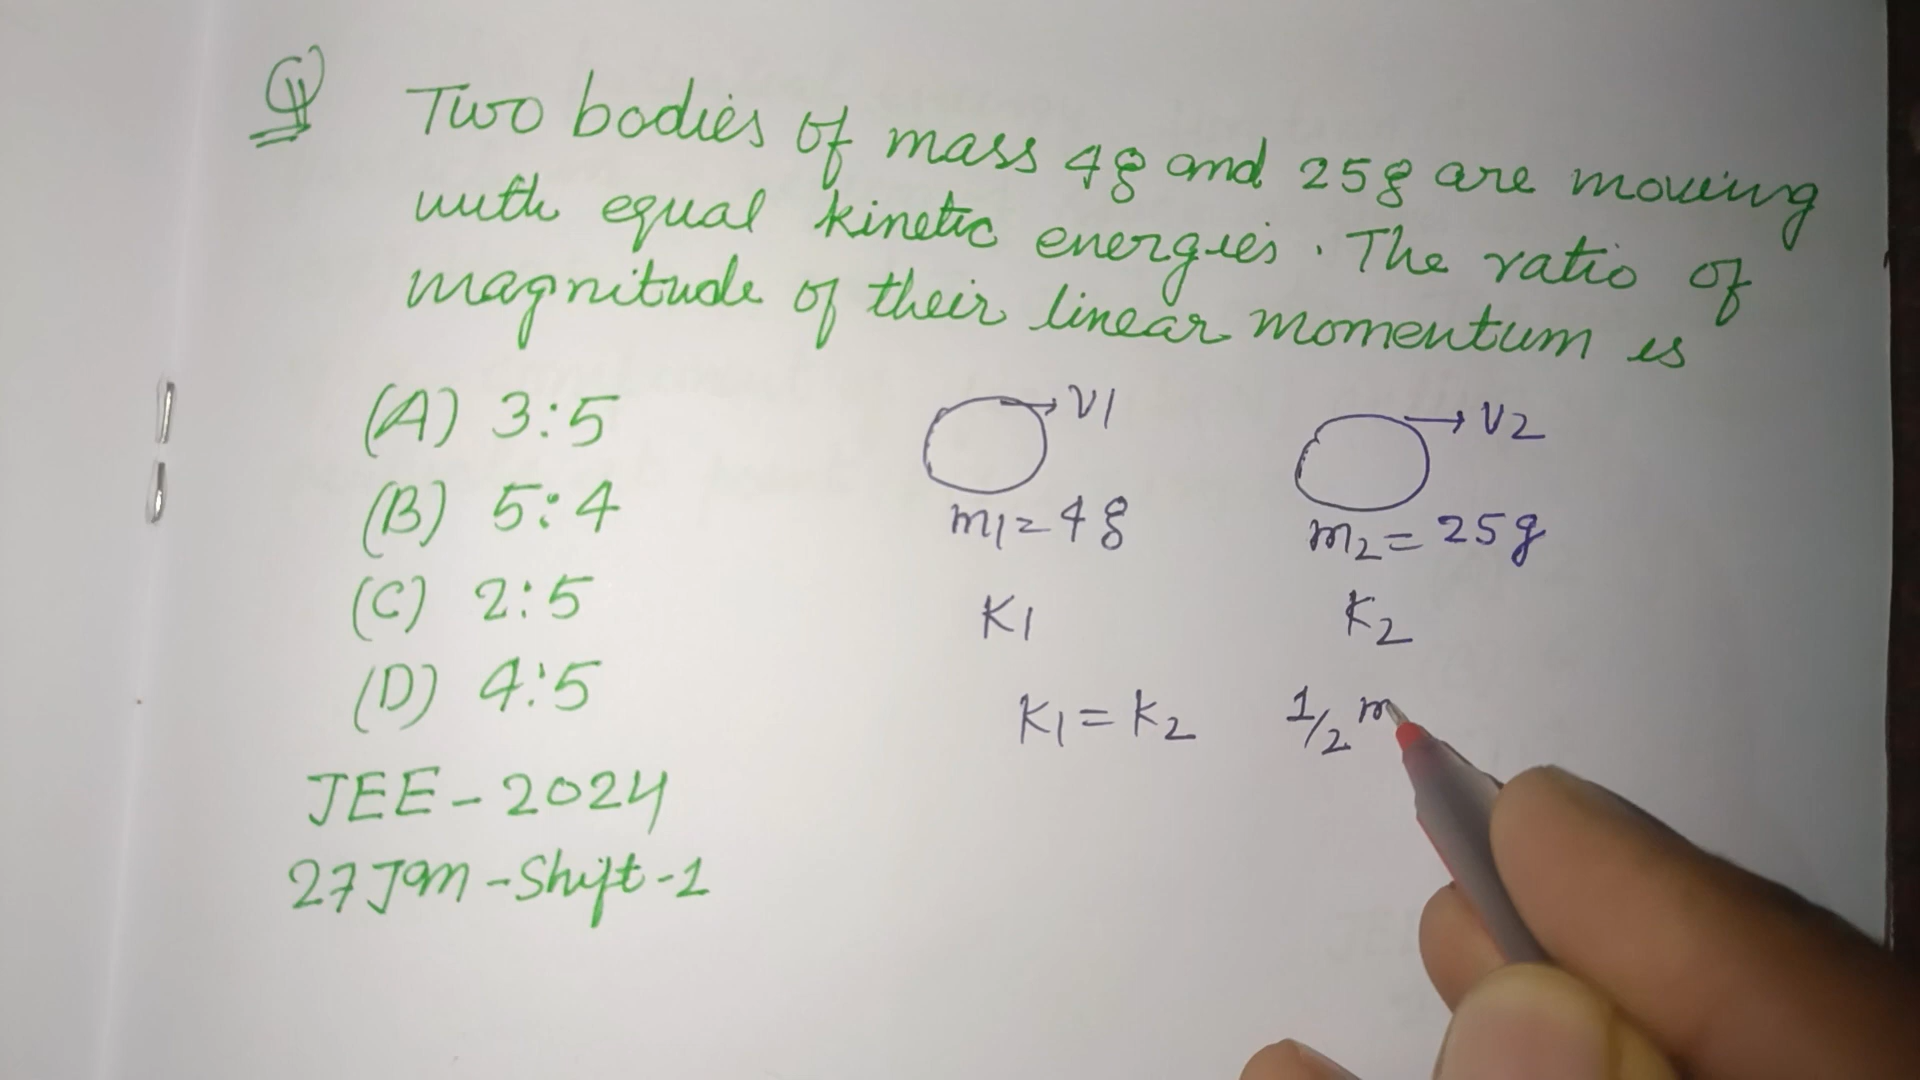 Q
Two bodies of mass 4g and 25g are moving
with equal kinetic energies. The ratio of
magnitude of their linear momentum is
(A) 3:5
(B) 5:4
(C) 2:5
(D) 4:5
JEE-2024
27 Jan-Shift-1
V1
V2
m1=4g
m2=25g
K1
K2
K1=K2
1/2 m